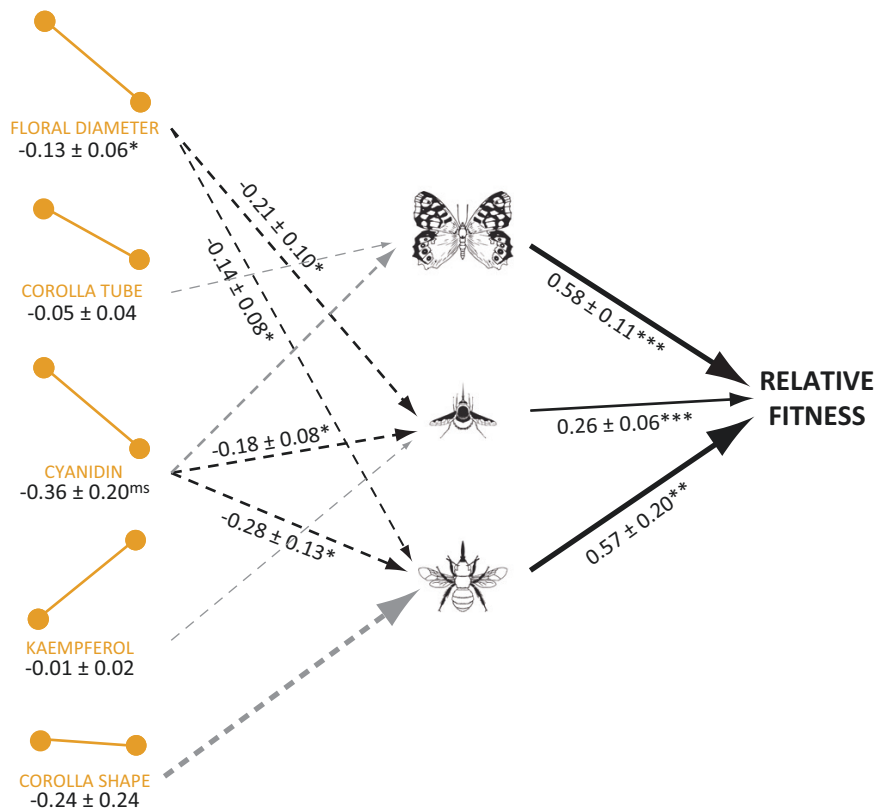 FLORAL DIAMETER
-0.13 ± 0.06*
COROLLA TUBE
-0.05 ± 0.04
CYANIDIN
-0.36 ± 0.20ms
KAEMPFEROL
-0.01 ± 0.02
COROLLA SHAPE
-0.24 ± 0.24
-0.21 ± 0.10*
-0.14 ± 0.08*
-0.18 ± 0.08*
-0.28 ± 0.13*
0.58 ± 0.11***
0.26 ± 0.06***
0.57 ± 0.20**
RELATIVE
FITNESS